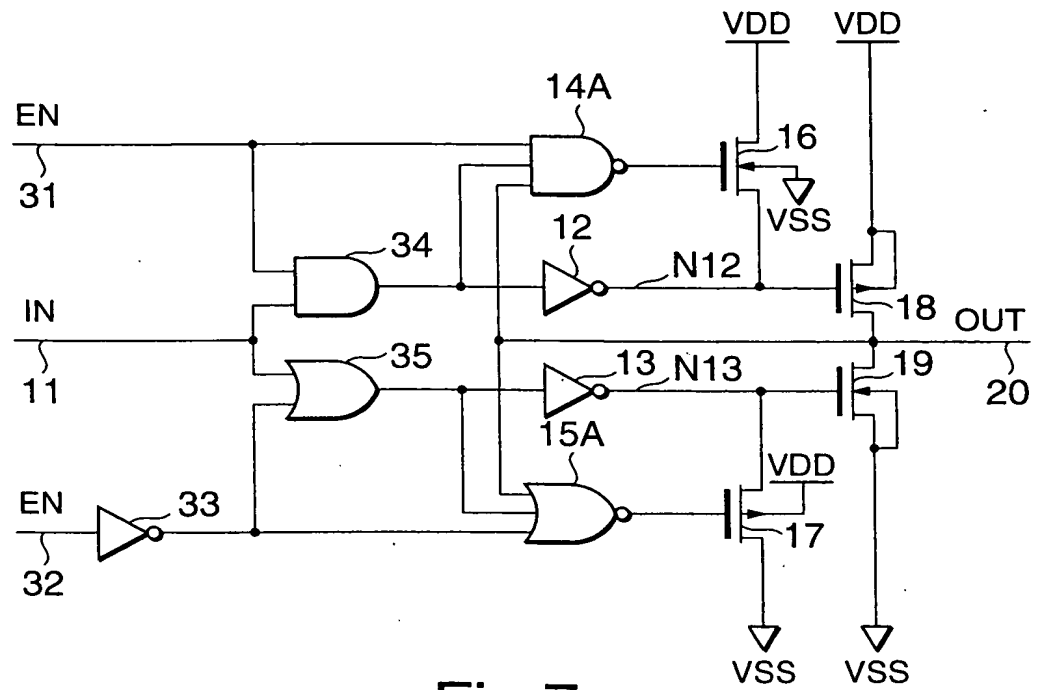 VDD VDD
14A
EN
16
31
VSS
34
12
N12
18
IN
OUT
11
35
13
N13
19
20
15A
VDD
EN
33
17
32
VSS VSS